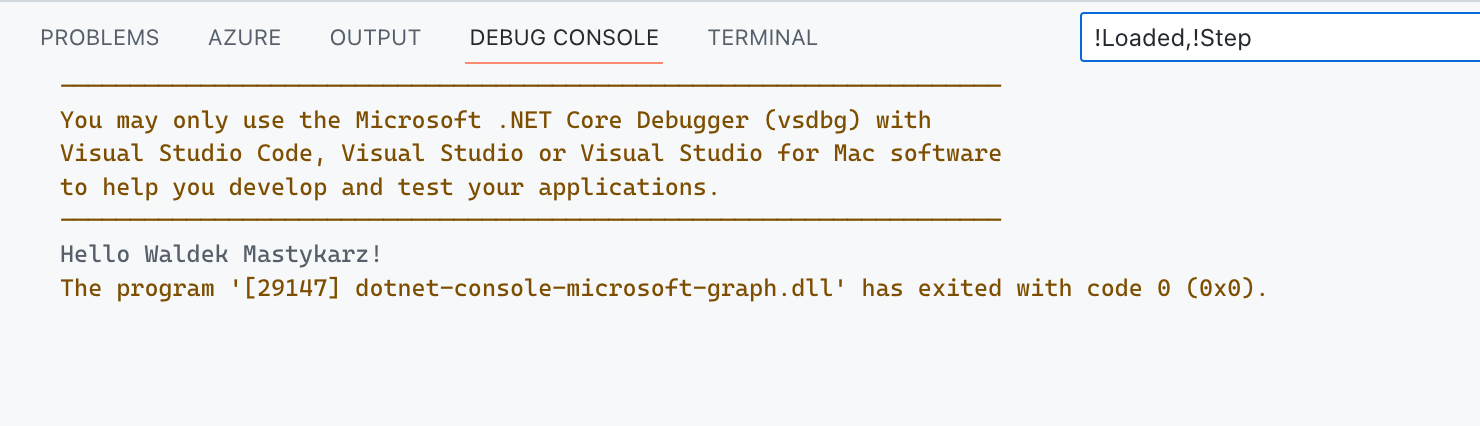 PROBLEMS AZURE OUTPUT DEBUG CONSOLE TERMINAL !Loaded,!Step
You may only use the Microsoft .NET Core Debugger (vsdbg) with
Visual Studio Code, Visual Studio or Visual Studio for Mac software
to help you develop and test your applications.
Hello Waldek Mastykarz!
The program '[29147] dotnet-console-microsoft-graph.dll' has exited with code 0 (0x0).